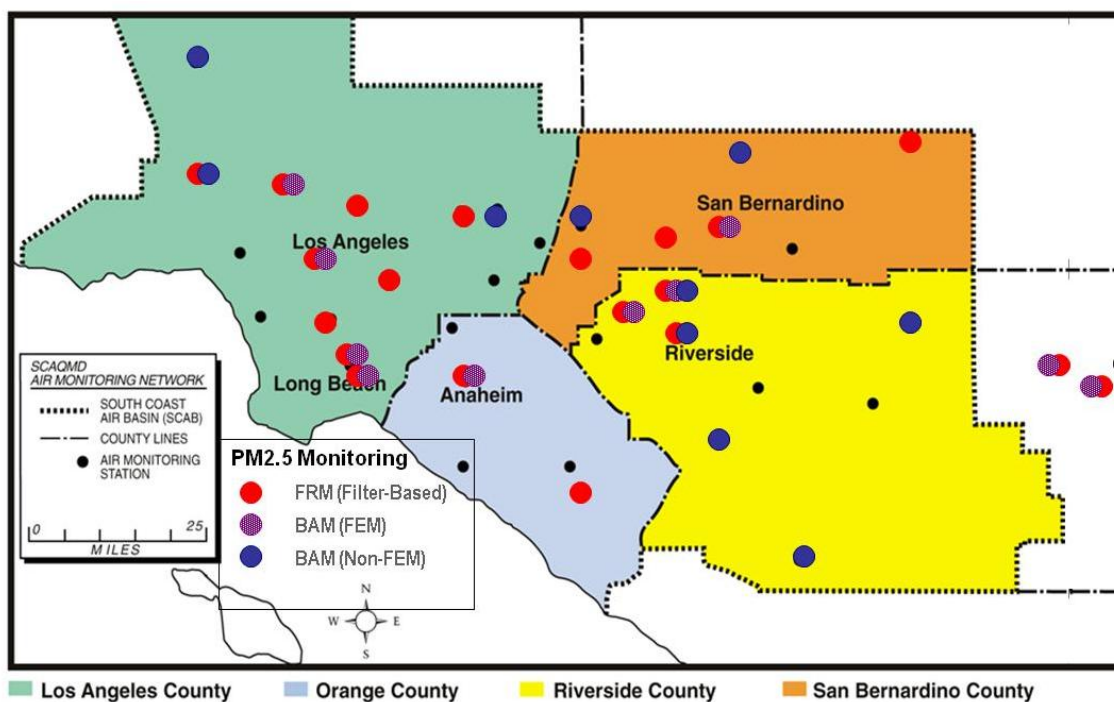 San Bernardino
Los Angeles
Riverside
Long Beach
Anaheim
SCAQMD
AIR MONITORING NETWORK
SOUTH COAST
AIR BASIN (SCAB)
COUNTY LINES
AIR MONITORING
STATION
0 25
MILES
PM2.5 Monitoring
FRM (Filter-Based)
BAM (FEM)
BAM (Non-FEM)
N
W E
S
Los Angeles County Orange County Riverside County San Bernardino County